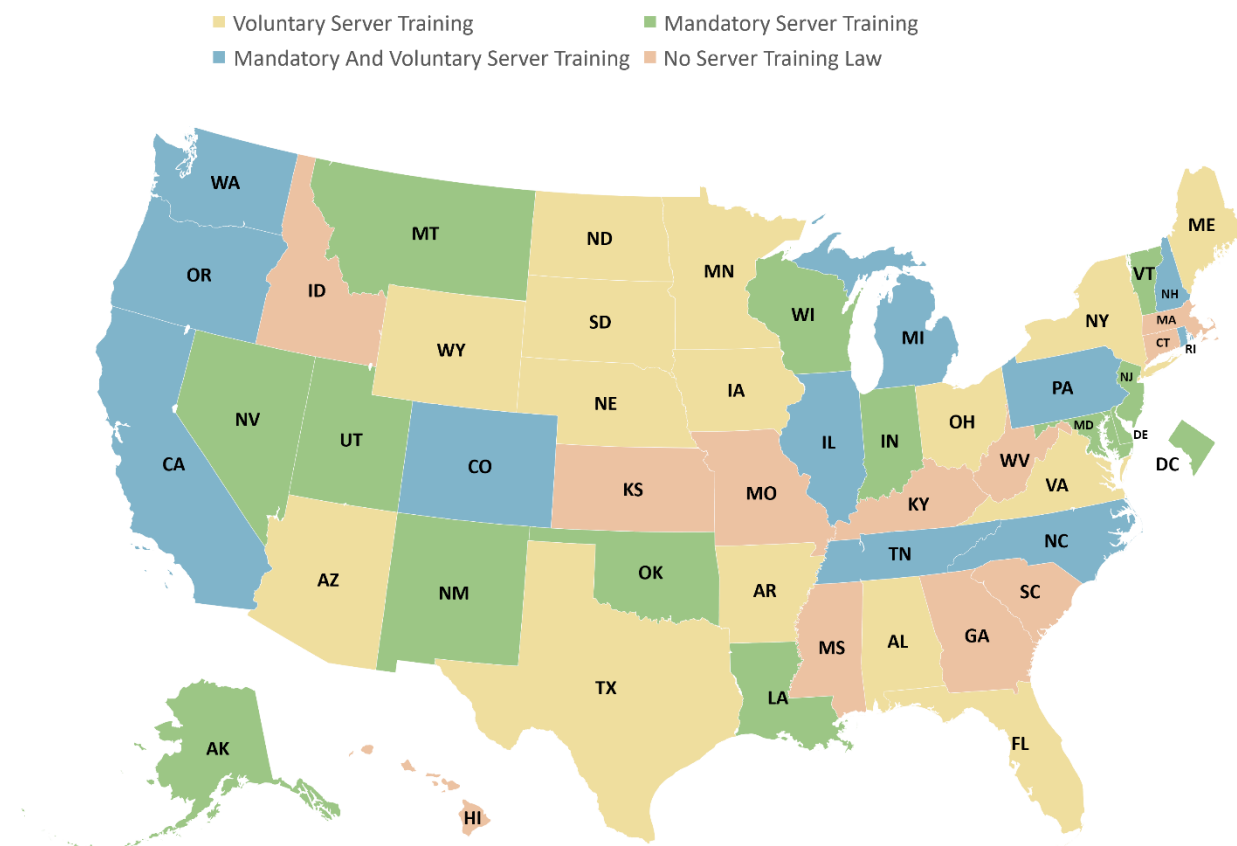 Voluntary Server Training
Mandatory Server Training
Mandatory And Voluntary Server Training
No Server Training Law
WA
MT
ND
MN
ME
OR
ID
SD
WI
VT
NH
NY
MA
CT
RI
WY
MI
NE
IA
PA
NJ
NV
UT
CO
IL
IN
OH
MD
DE
DC
CA
KS
MO
WV
VA
KY
AZ
NM
OK
AR
TN
NC
SC
TX
LA
MS
AL
GA
FL
AK
HI